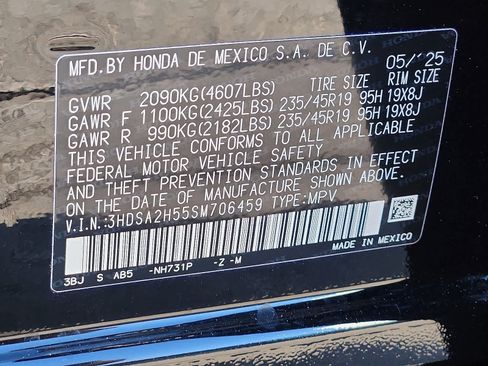 MFD.BY HONDA DE MEXICO S.A. DE C.V.
05/'25
GVWR 2090KG(4607LBS) TIRE SIZE RIM SIZE
GAWR F 1100KG(2425LBS) 235/45R19 95H 19X8J
GAWR R 990KG(2182LBS) 235/45R19 95H 19X8J
THIS VEHICLE CONFORMS TO ALL APPLICABLE
FEDERAL MOTOR VEHICLE SAFETY
AND THEFT PREVENTION STANDARDS IN EFFECT
ON THE DATE OF MANUFACTURE SHOWN ABOVE.
V.I.N.:3HDSA2H55SM706459 TYPE:MPV
MADE IN MEXICO
3BJ S AB5 -NH731P -Z -M